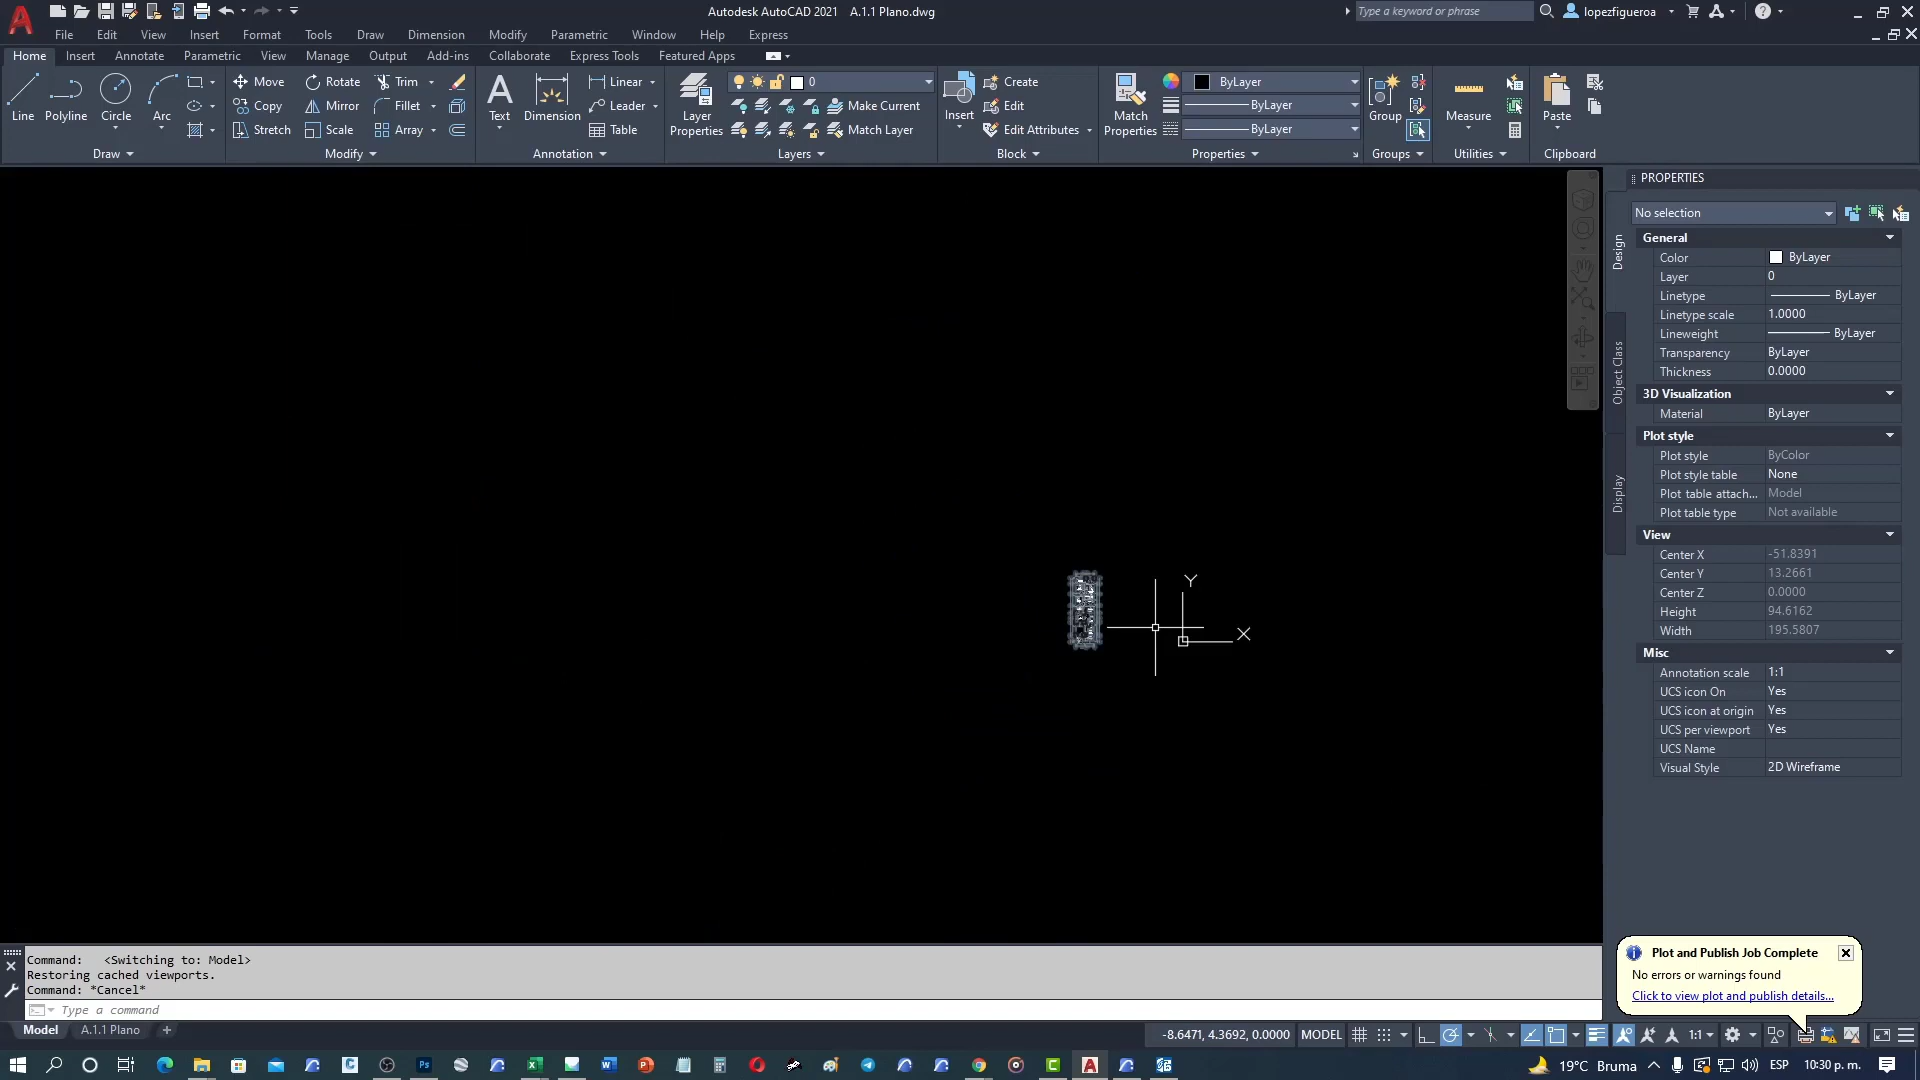 Autodesk AutoCAD 2021 A.1.1 Plano.dwg
Type a keyword or phrase
lopezfigueroa
File Edit View Insert Format Tools Draw Dimension Modify Parametric Window Help Express
Home Insert Annotate Parametric View Manage Output Add-ins Collaborate Express Tools Featured Apps
Line Polyline Circle Arc
Draw
Move Rotate Trim
Copy Mirror Fillet
Stretch Scale Array
Modify
Text Dimension
Linear
Leader
Table
Annotation
Layer
Properties
0
Make Current
Match Layer
Layers
Insert
Create
Edit
Edit Attributes
Block
Match
Properties
ByLayer
ByLayer
ByLayer
Properties
Group
Groups
Measure
Utilities
Paste
Clipboard
PROPERTIES
No selection
Design
Object Class
Display
General
Color ByLayer
Layer 0
Linetype ByLayer
Linetype scale 1.0000
Lineweight ByLayer
Transparency ByLayer
Thickness 0.0000
3D Visualization
Material ByLayer
Plot style
Plot style ByColor
Plot style table None
Plot table attach... Model
Plot table type Not available
View
Center X -51.8391
Center Y 13.2661
Center Z 0.0000
Height 94.6162
Width 195.5807
Misc
Annotation scale 1:1
UCS icon On Yes
UCS icon at origin Yes
UCS per viewport Yes
UCS Name
Visual Style 2D Wireframe
Y
X
Plot and Publish Job Complete
No errors or warnings found
Click to view plot and publish details...
Command: <Switching to: Model>
Restoring cached viewports.
Command: *Cancel*
Type a command
Model A.1.1 Plano +
-8.6471, 4.3692, 0.0000 MODEL 1:1
19°C Bruma ESP 10:30 p. m.